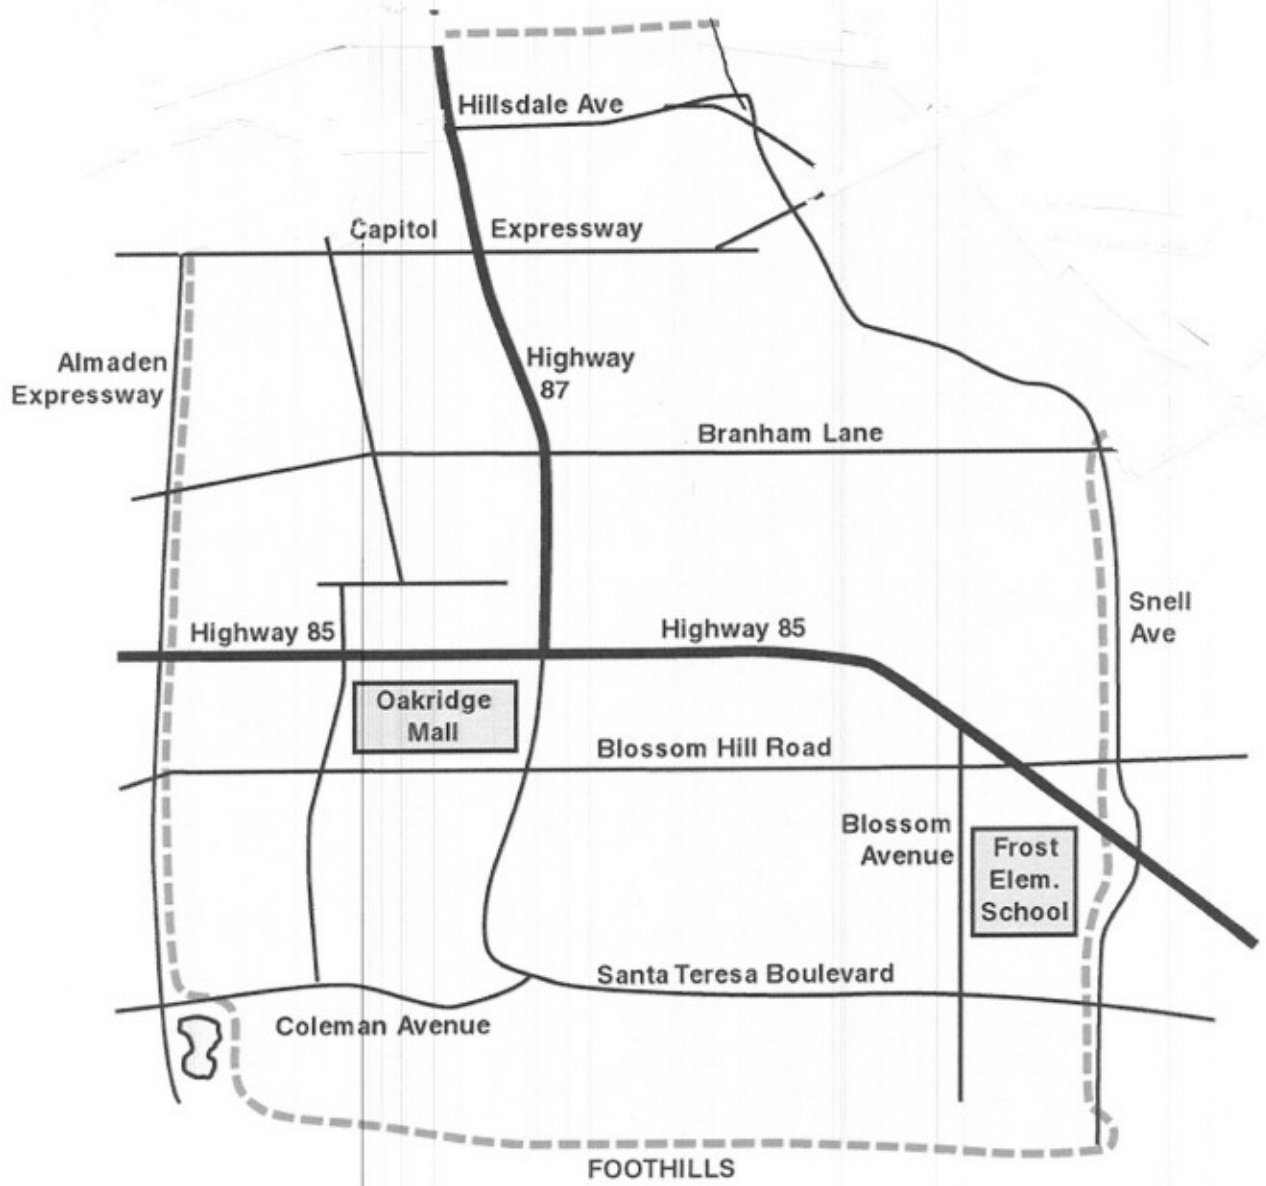 Hillsdale Ave
Capitol Expressway
Almaden
Expressway
Highway
87
Branham Lane
Snell
Ave
Highway 85
Highway 85
Oakridge
Mall
Blossom Hill Road
Blossom
Avenue
Frost
Elem.
School
Santa Teresa Boulevard
Coleman Avenue
FOOTHILLS